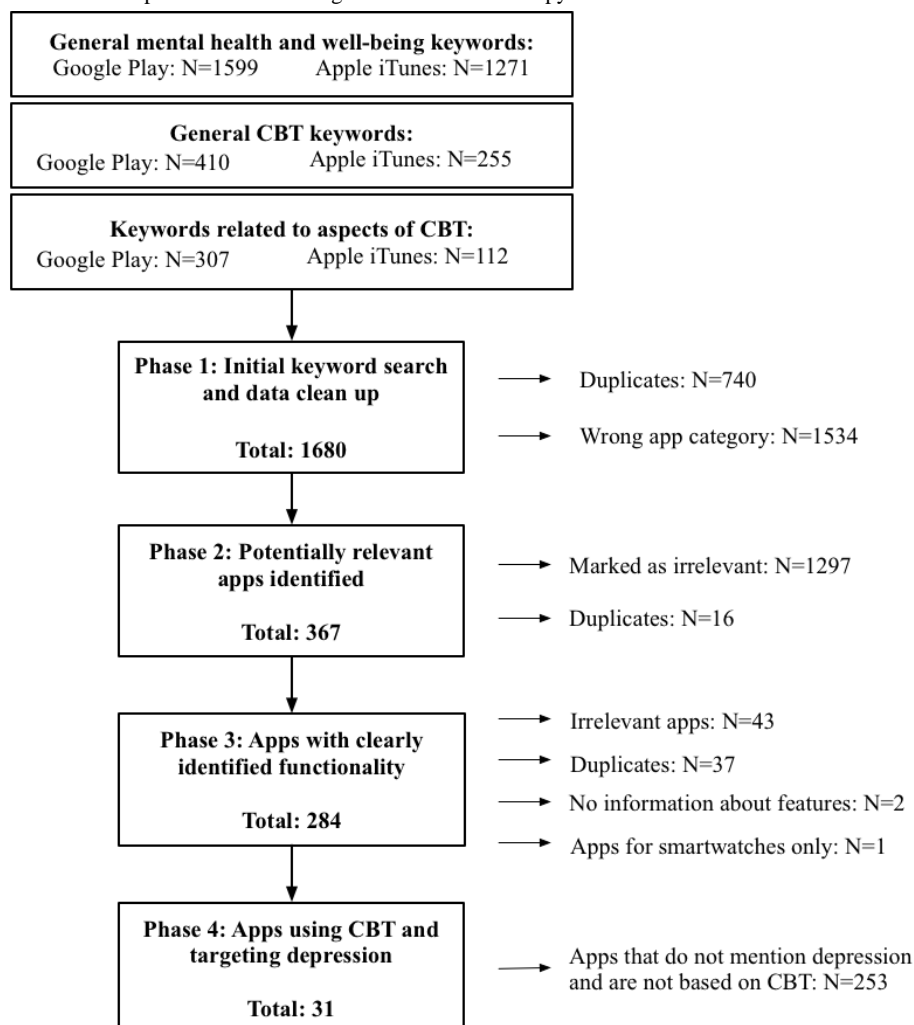 General mental health and well-being keywords:
Google Play: N=1599 Apple iTunes: N=1271
General CBT keywords:
Google Play: N=410 Apple iTunes: N=255
Keywords related to aspects of CBT:
Google Play: N=307 Apple iTunes: N=112
Phase 1: Initial keyword search
and data clean up
Total: 1680
Duplicates: N=740
Wrong app category: N=1534
Phase 2: Potentially relevant
apps identified
Total: 367
Marked as irrelevant: N=1297
Duplicates: N=16
Phase 3: Apps with clearly
identified functionality
Total: 284
Irrelevant apps: N=43
Duplicates: N=37
No information about features: N=2
Apps for smartwatches only: N=1
Phase 4: Apps using CBT and
targeting depression
Total: 31
Apps that do not mention depression
and are not based on CBT: N=253